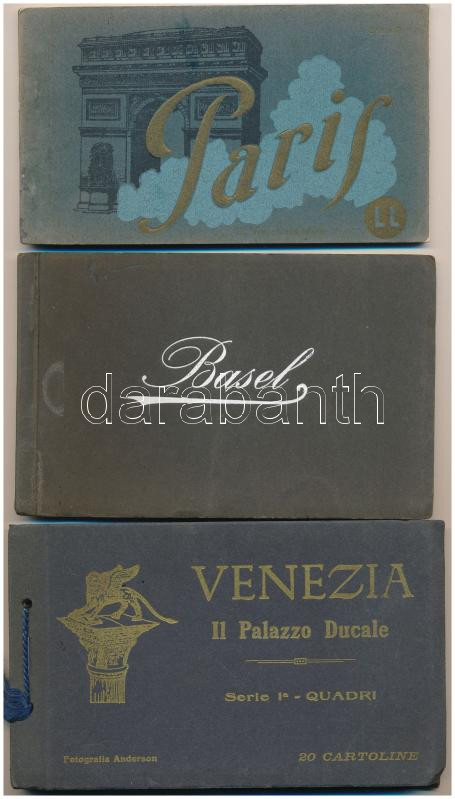 Paris
LL
Basel
darabanth
VENEZIA
Il Palazzo Ducale
Serie Iª - QUADRI
Fotografia Anderson
20 CARTOLINE